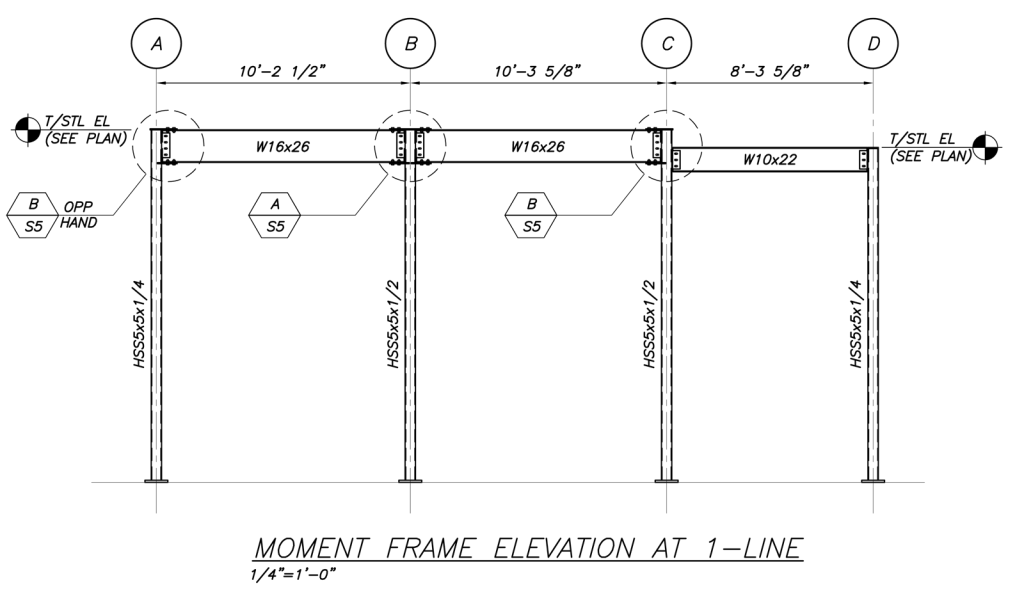 A B C D
10'-2 1/2" 10'-3 5/8" 8'-3 5/8"
T/STL EL
(SEE PLAN)
T/STL EL
(SEE PLAN)
W16x26 W16x26 W10x22
B
S5
OPP
HAND
A
S5
B
S5
HSS5x5x1/4 HSS5x5x1/2 HSS5x5x1/2 HSS5x5x1/4
MOMENT FRAME ELEVATION AT 1-LINE
1/4"=1'-0"